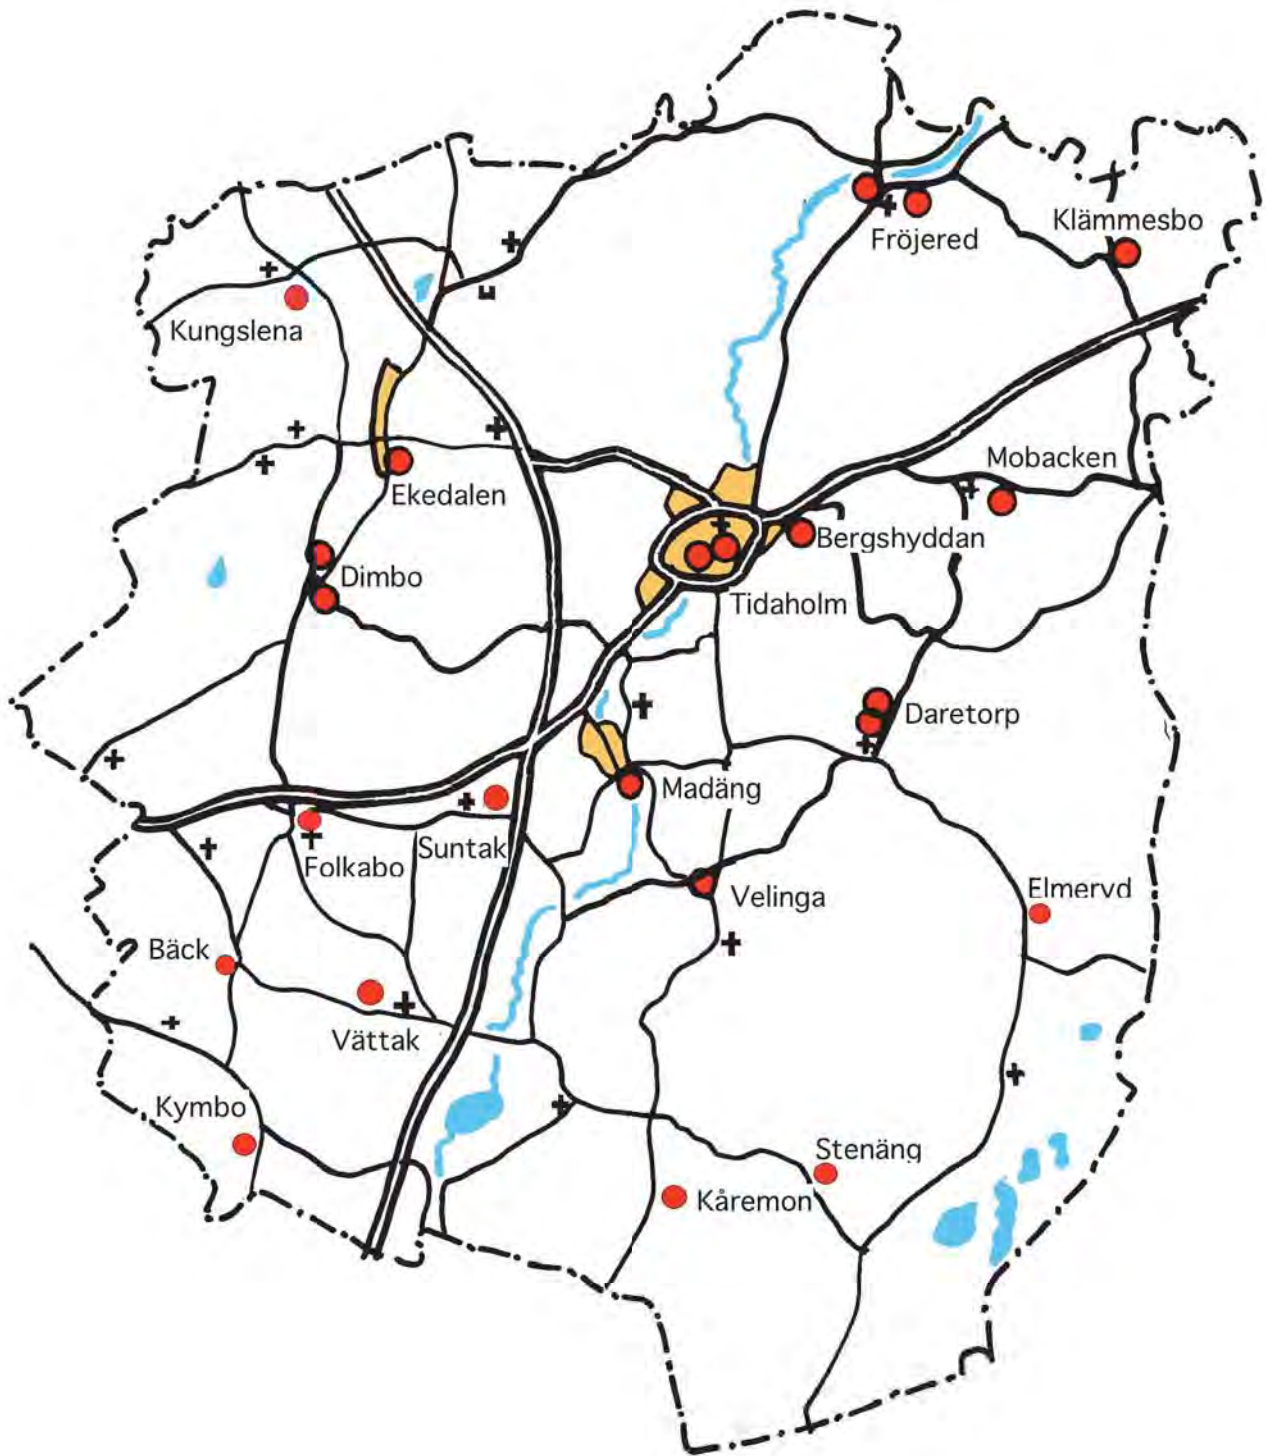 Klämmesbo
Fröjered
Kungslena
Mobacken
Ekedalen
Bergshyddan
Dimbo
Tidaholm
Daretorp
Madäng
Suntak
Folkabo
Elmervd
Velinga
Bäck
Vättak
Kymbo
Stenäng
Kåremon